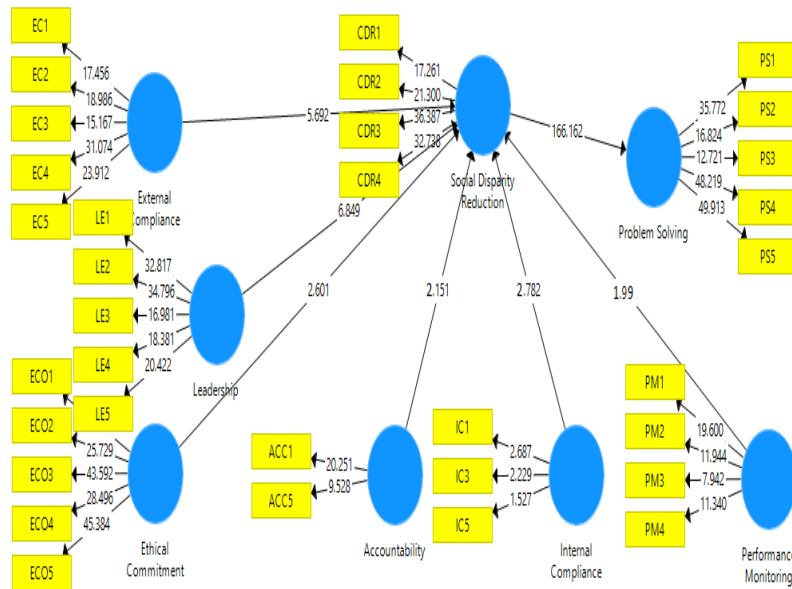 EC1
EC2
EC3
EC4
EC5
17.456
18.986
15.167
31.074
23.912
External
Compliance
CDR1
CDR2
CDR3
CDR4
17.261
21.300
36.387
32.738
Social Disparity
Reduction
5.692
166.162
PS1
PS2
PS3
PS4
PS5
35.772
16.824
12.721
48.219
49.913
Problem Solving
LE1
LE2
LE3
LE4
LE5
32.817
34.796
16.981
18.381
20.422
Leadership
6.849
2.601
2.151
2.782
1.99
ECO1
ECO2
ECO3
ECO4
ECO5
25.729
43.592
28.496
45.384
Ethical
Commitment
ACC1
ACC5
20.251
9.528
Accountability
IC1
IC3
IC5
2.687
2.229
1.527
Internal
Compliance
PM1
PM2
PM3
PM4
19.600
11.944
7.942
11.340
Performance
Monitoring